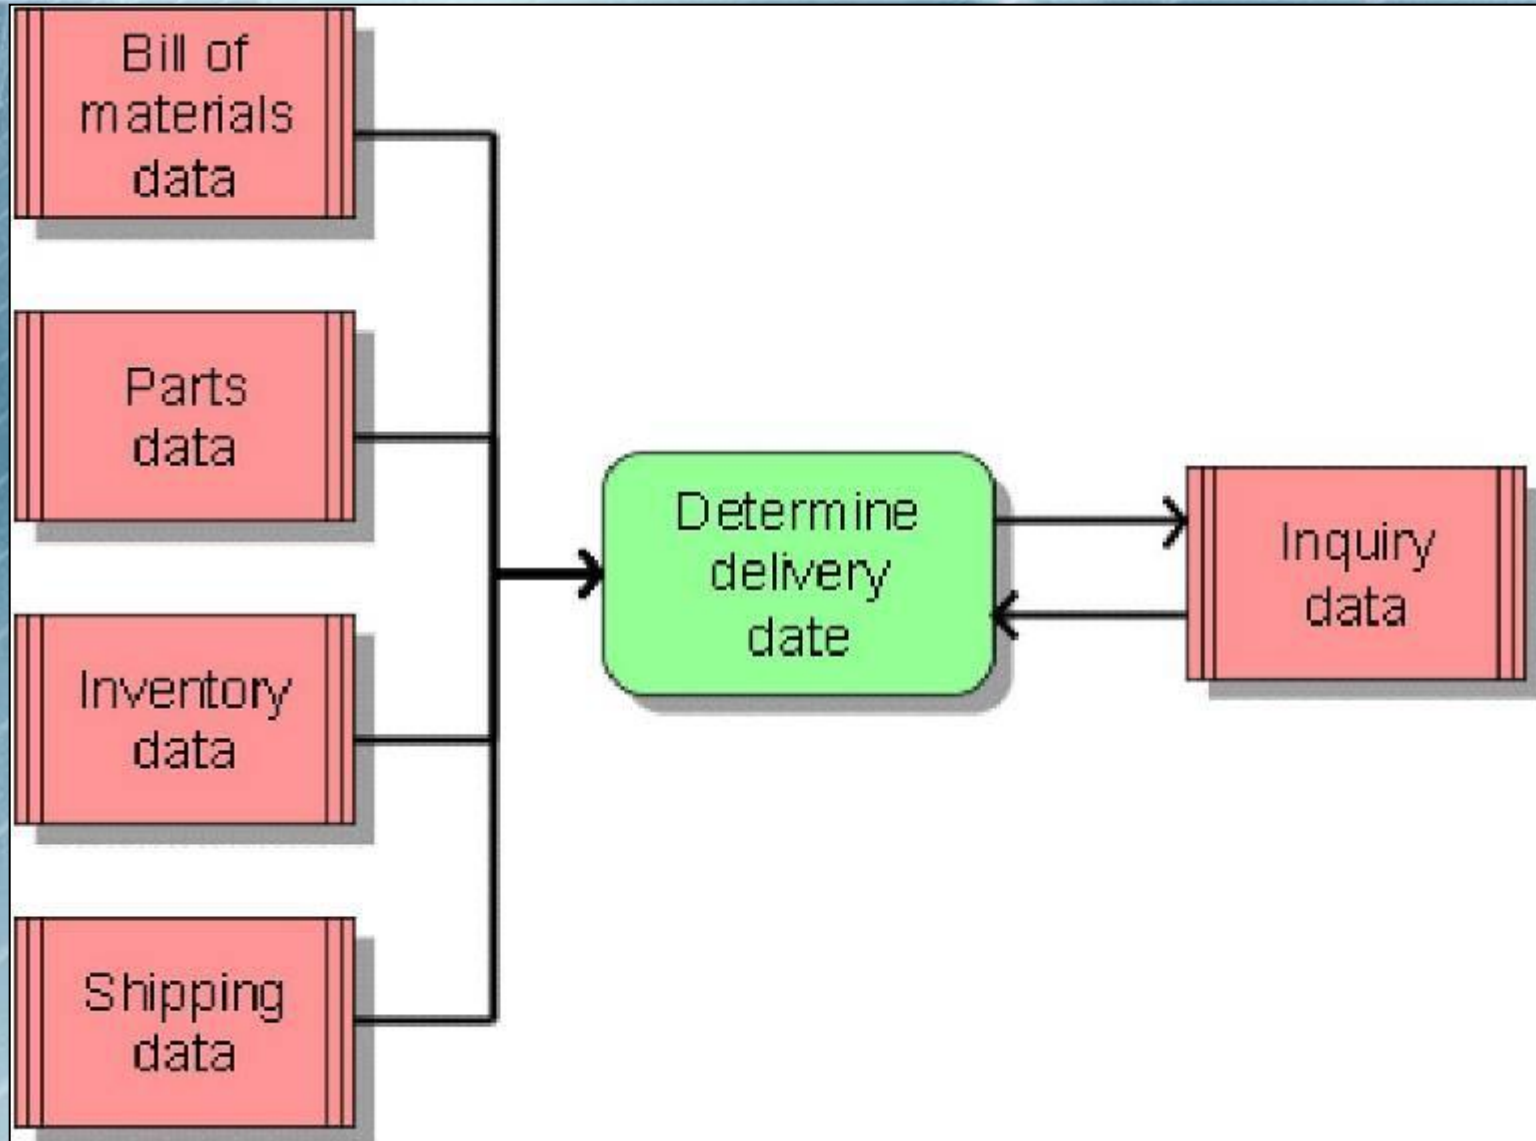 Bill of
materials
data
Parts
data
Inventory
data
Shipping
data
Determine
delivery
date
Inquiry
data